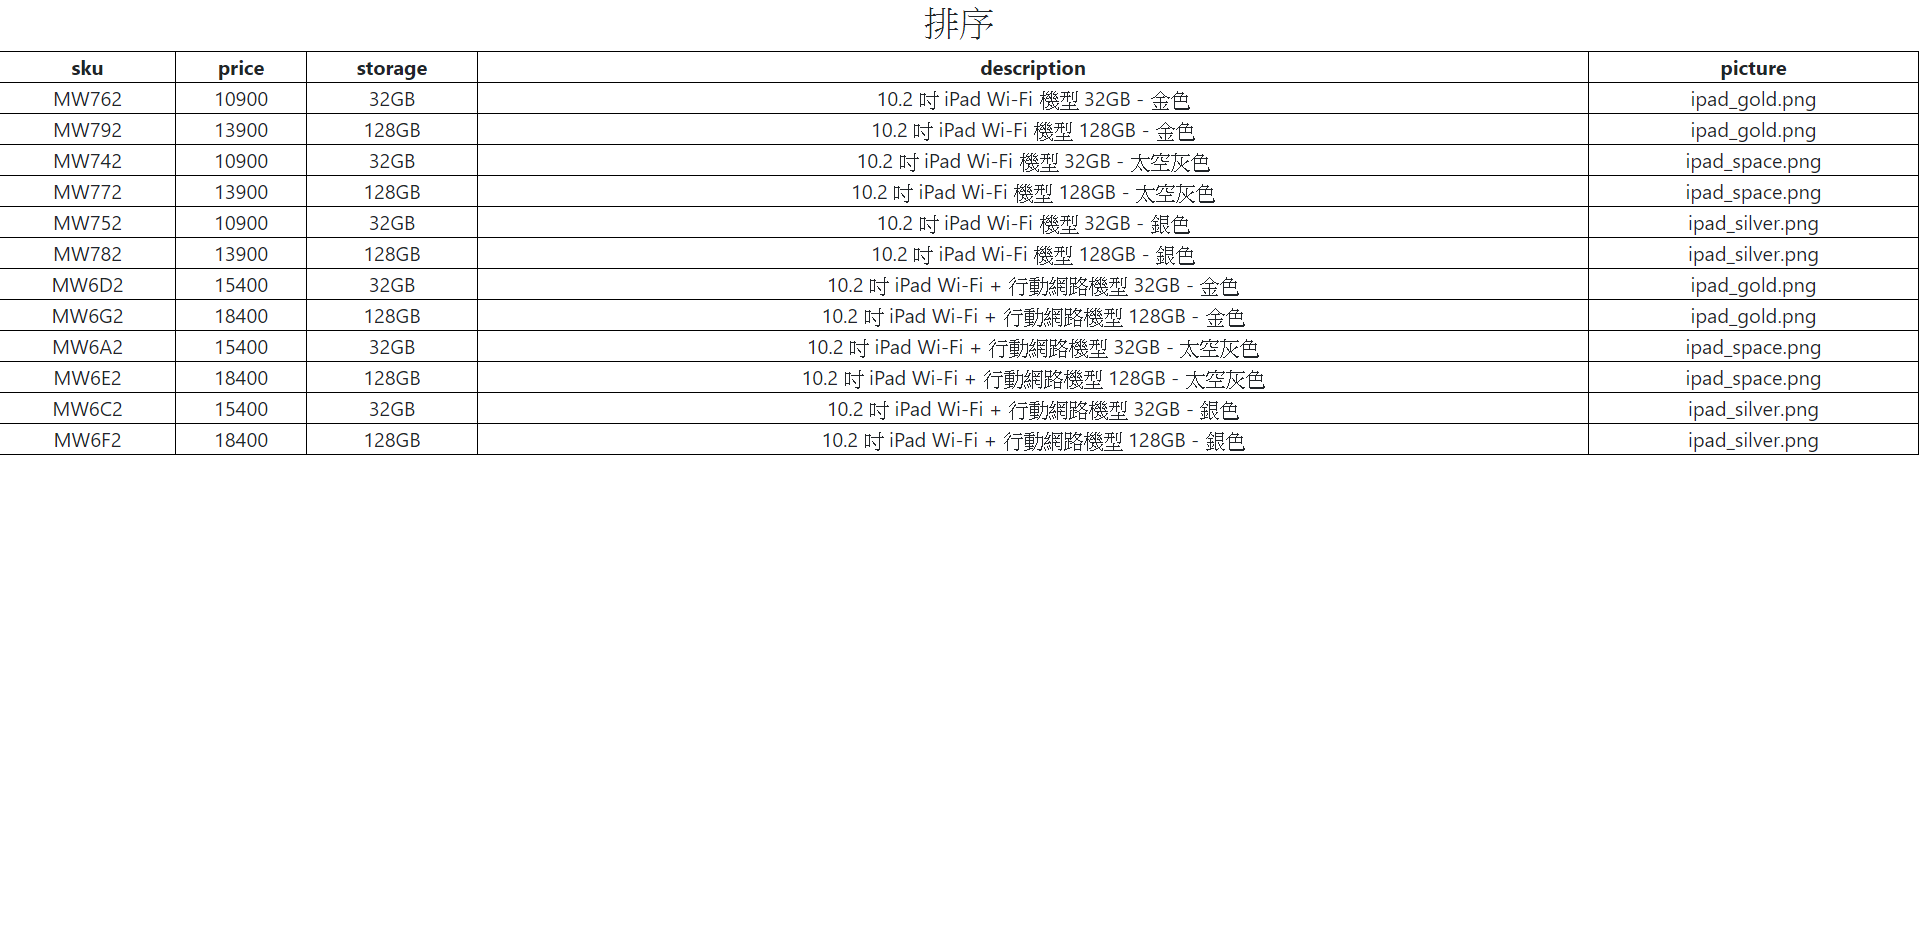 排序
sku price storage description picture
MW762 10900 32GB 10.2 吋 iPad Wi-Fi 機型 32GB - 金色 ipad_gold.png
MW792 13900 128GB 10.2 吋 iPad Wi-Fi 機型 128GB - 金色 ipad_gold.png
MW742 10900 32GB 10.2 吋 iPad Wi-Fi 機型 32GB - 太空灰色 ipad_space.png
MW772 13900 128GB 10.2 吋 iPad Wi-Fi 機型 128GB - 太空灰色 ipad_space.png
MW752 10900 32GB 10.2 吋 iPad Wi-Fi 機型 32GB - 銀色 ipad_silver.png
MW782 13900 128GB 10.2 吋 iPad Wi-Fi 機型 128GB - 銀色 ipad_silver.png
MW6D2 15400 32GB 10.2 吋 iPad Wi-Fi + 行動網路機型 32GB - 金色 ipad_gold.png
MW6G2 18400 128GB 10.2 吋 iPad Wi-Fi + 行動網路機型 128GB - 金色 ipad_gold.png
MW6A2 15400 32GB 10.2 吋 iPad Wi-Fi + 行動網路機型 32GB - 太空灰色 ipad_space.png
MW6E2 18400 128GB 10.2 吋 iPad Wi-Fi + 行動網路機型 128GB - 太空灰色 ipad_space.png
MW6C2 15400 32GB 10.2 吋 iPad Wi-Fi + 行動網路機型 32GB - 銀色 ipad_silver.png
MW6F2 18400 128GB 10.2 吋 iPad Wi-Fi + 行動網路機型 128GB - 銀色 ipad_silver.png